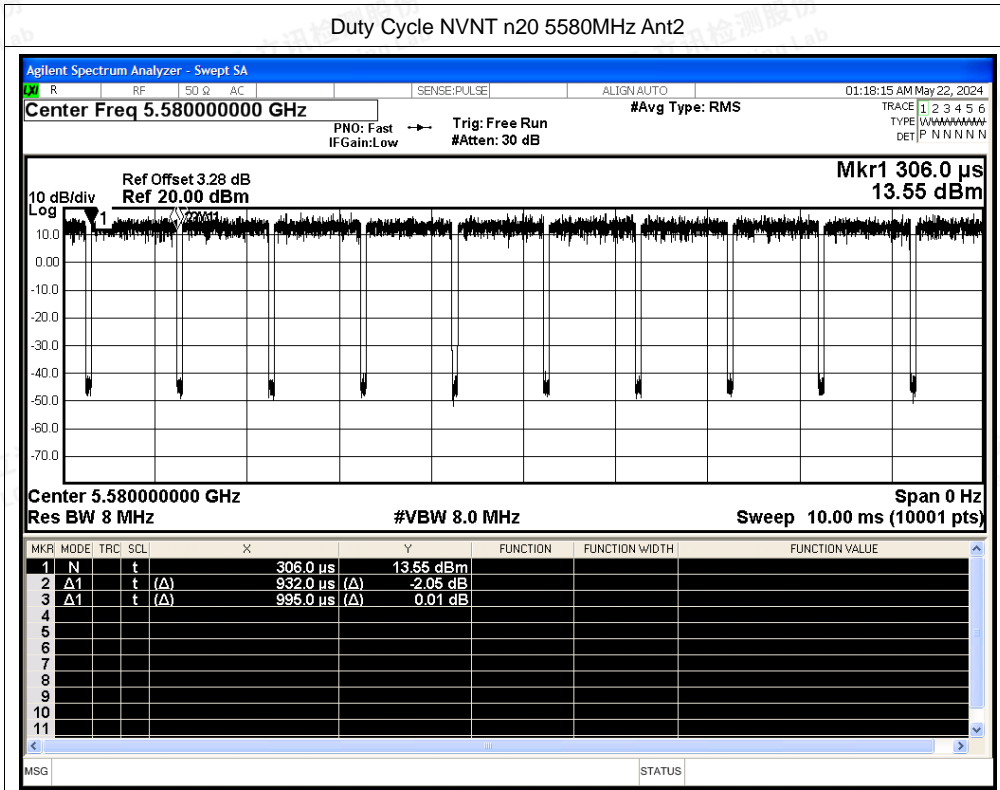 Duty Cycle NVNT n20 5580MHz Ant2
Agilent Spectrum Analyzer - Swept SA
LXI R RF 50 Ω AC SENSE:PULSE ALIGN AUTO 01:18:15 AM May 22, 2024
Center Freq 5.580000000 GHz #Avg Type: RMS TRACE 1 2 3 4 5 6
PNO: Fast Trig: Free Run TYPE W
IFGain:Low #Atten: 30 dB DET P N N N N N
Mkr1 306.0 µs
Ref Offset 3.28 dB
10 dB/div Ref 20.00 dBm 13.55 dBm
Log
1
10.0
0.00
-10.0
-20.0
-30.0
-40.0
-50.0
-60.0
-70.0
Center 5.580000000 GHz Span 0 Hz
Res BW 8 MHz #VBW 8.0 MHz Sweep 10.00 ms (10001 pts)
MKR MODE TRC SCL X Y FUNCTION FUNCTION WIDTH FUNCTION VALUE
1 N t 306.0 µs 13.55 dBm
2 Δ1 t (Δ) 932.0 µs (Δ) -2.05 dB
3 Δ1 t (Δ) 995.0 µs (Δ) 0.01 dB
4
5
6
7
8
9
10
11
MSG STATUS